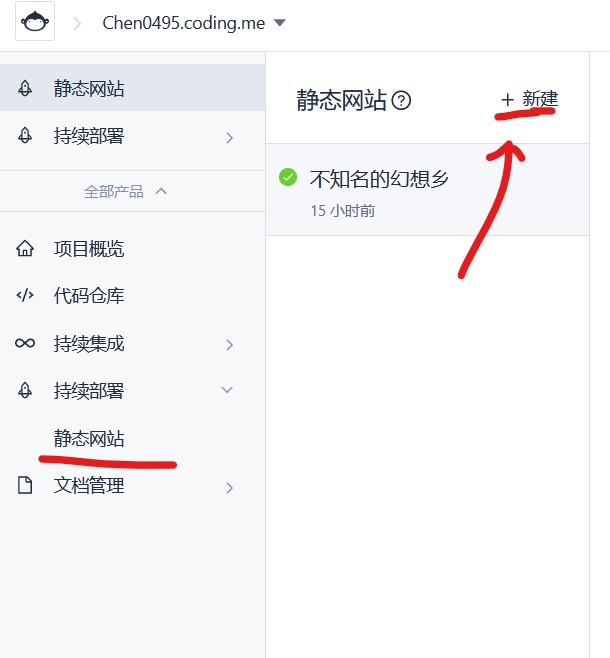 Chen0495.coding.me
静态网站
持续部署
全部产品
项目概览
代码仓库
持续集成
持续部署
静态网站
文档管理
静态网站 ?
+ 新建
不知名的幻想乡
15 小时前